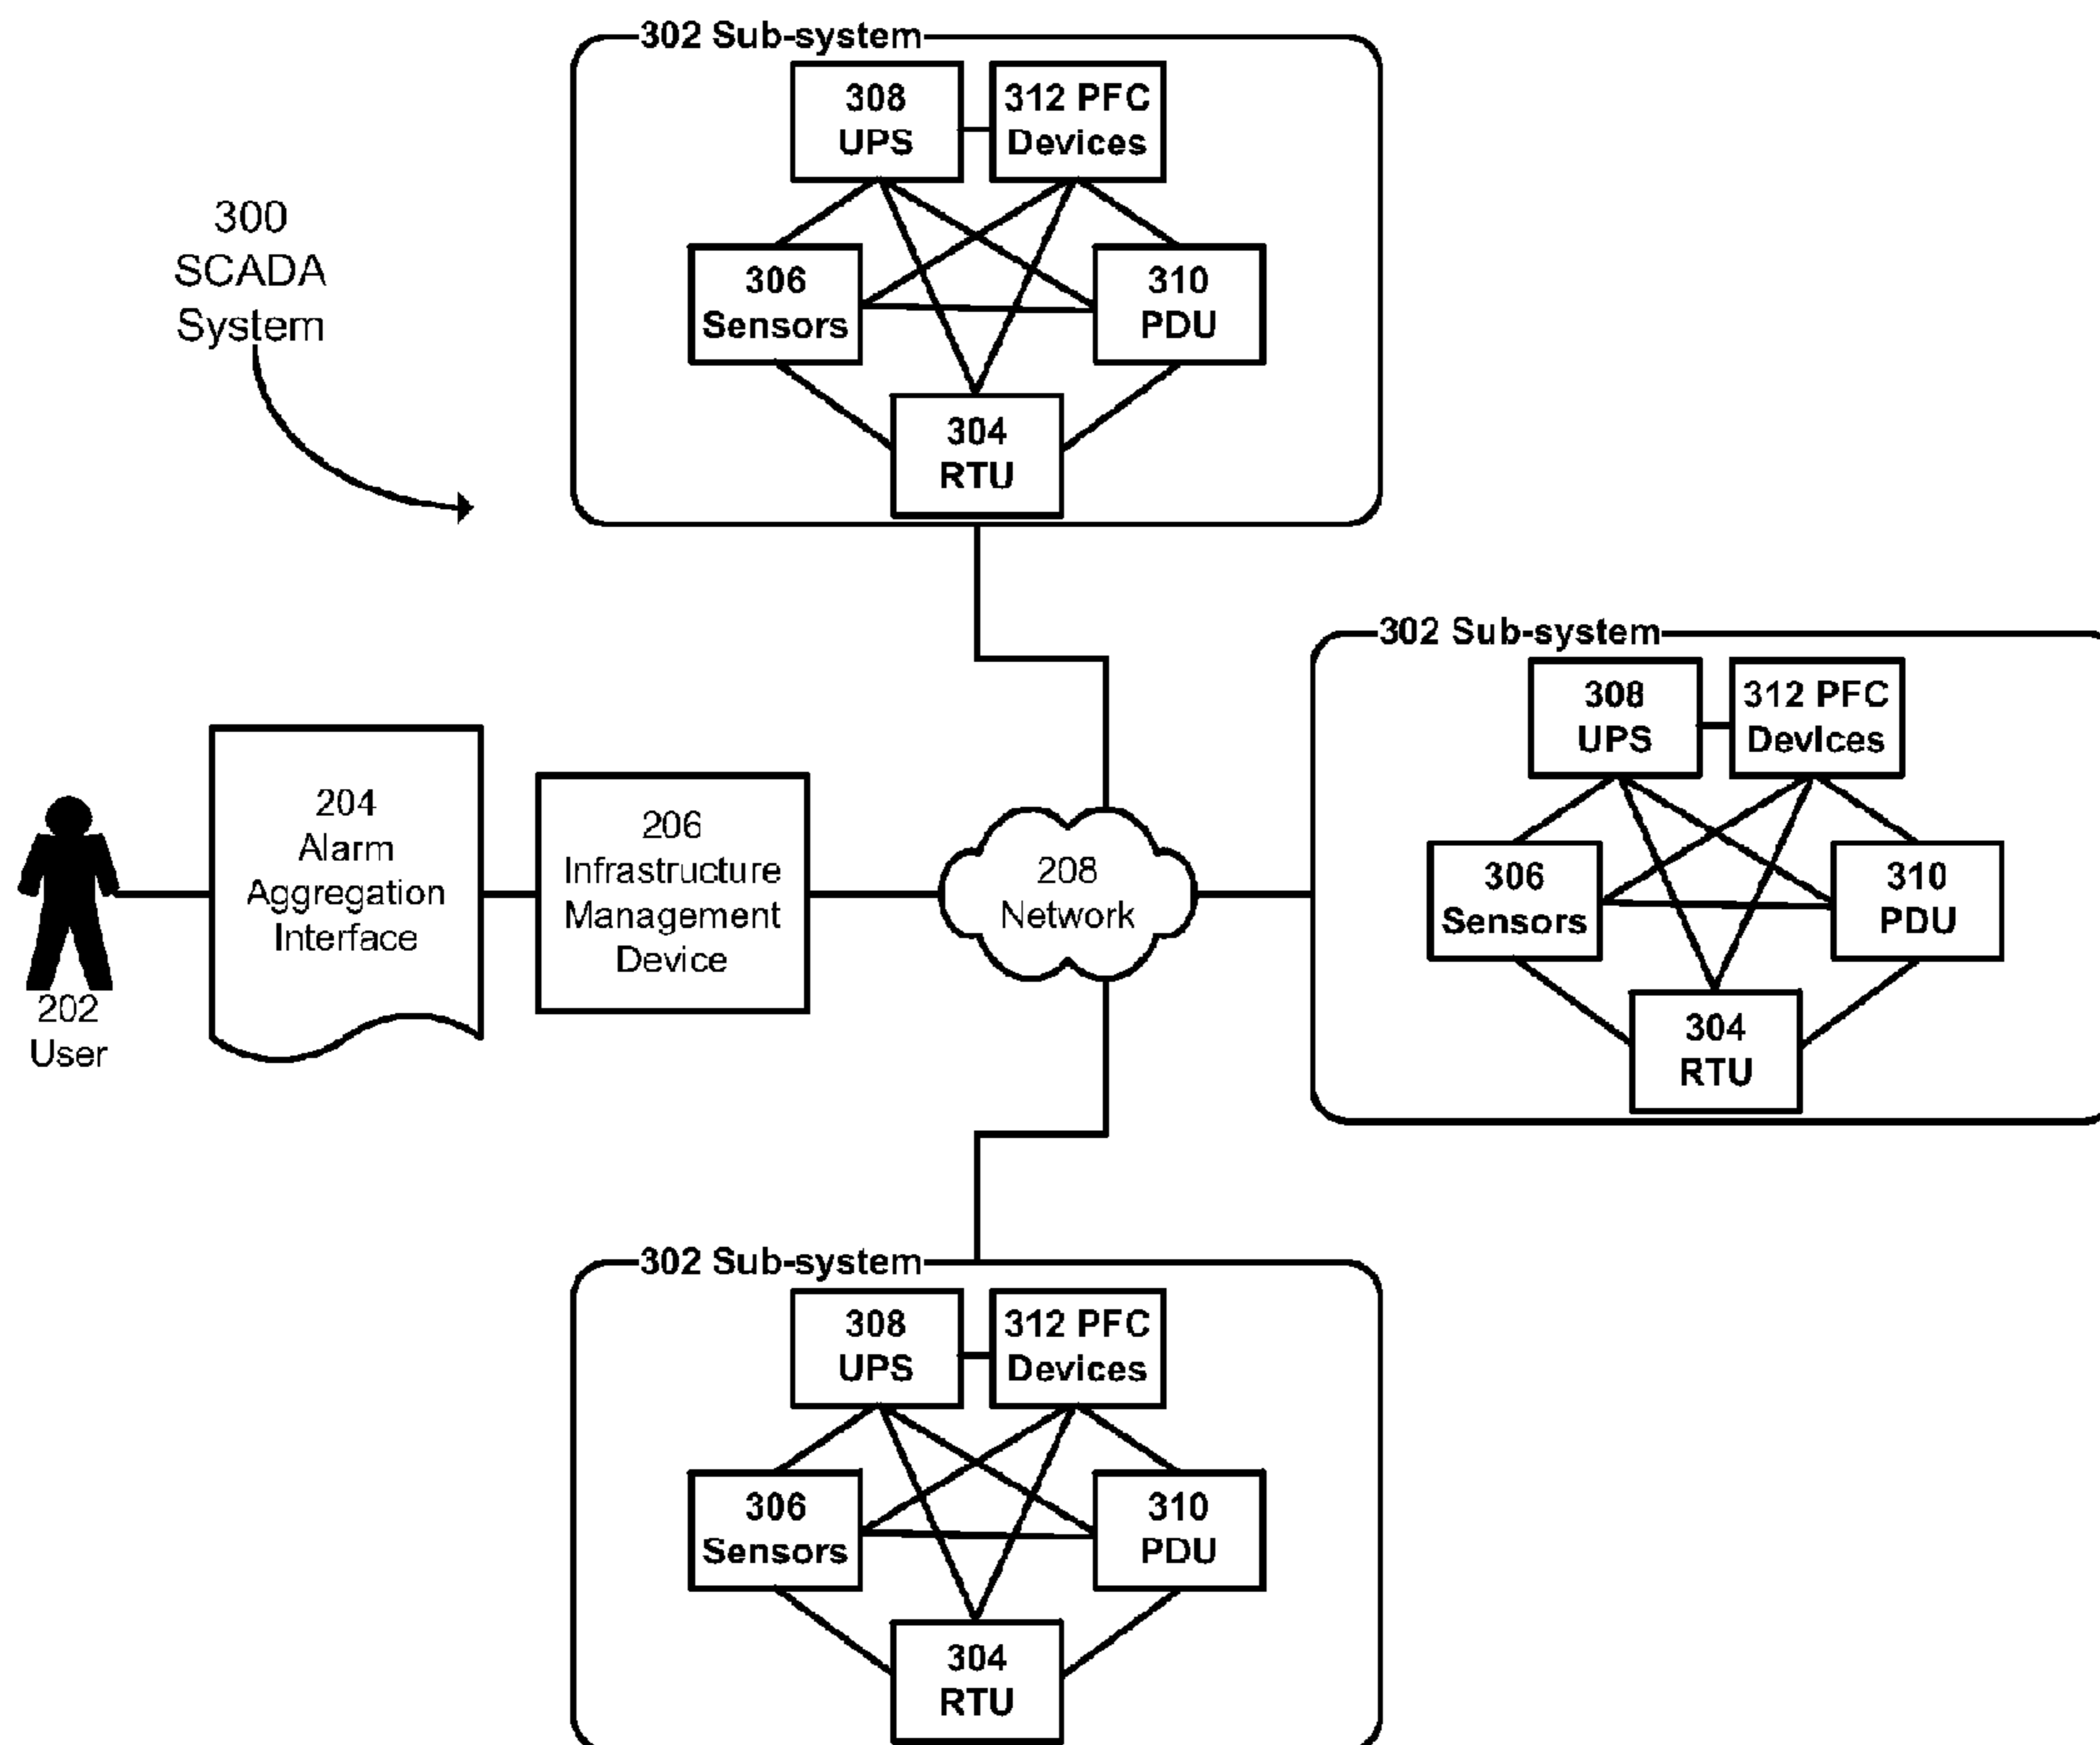 302 Sub-system
308
UPS
312 PFC
Devices
306
Sensors
310
PDU
304
RTU
300
SCADA
System
302 Sub-system
308
UPS
312 PFC
Devices
306
Sensors
310
PDU
304
RTU
202
User
204
Alarm
Aggregation
Interface
206
Infrastructure
Management
Device
208
Network
302 Sub-system
308
UPS
312 PFC
Devices
306
Sensors
310
PDU
304
RTU